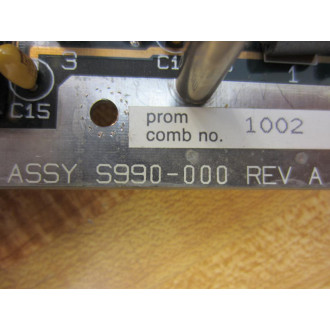 3 C1 1
C15
prom
comb no. 1002
ASSY S990-000 REV A